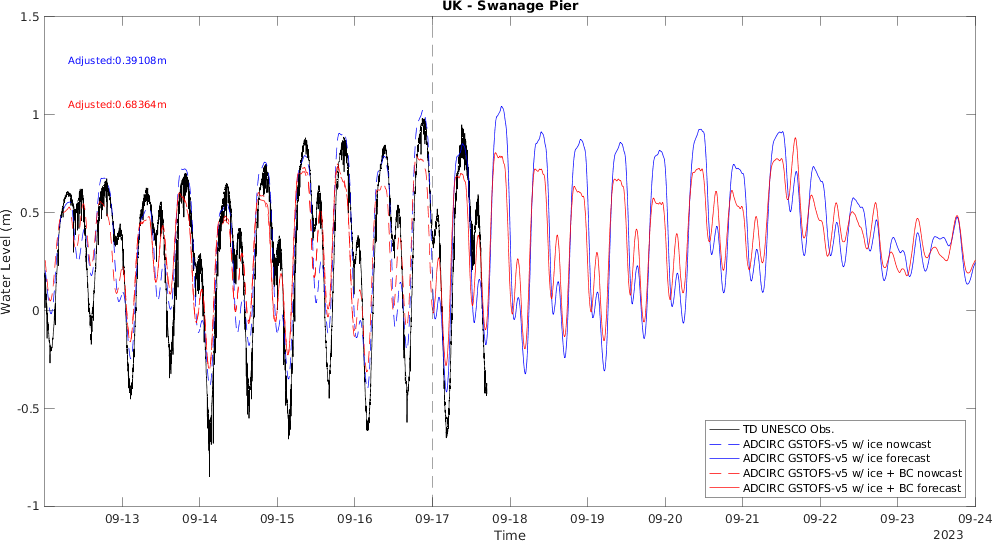 UK - Swanage Pier
1.5
1
0.5
0
-0.5
-1
Water Level (m)
Adjusted:0.39108m
Adjusted:0.68364m
TD UNESCO Obs.
ADCIRC GSTOFS-v5 w/ ice nowcast
ADCIRC GSTOFS-v5 w/ ice forecast
ADCIRC GSTOFS-v5 w/ ice + BC nowcast
ADCIRC GSTOFS-v5 w/ ice + BC forecast
09-13 09-14 09-15 09-16 09-17 09-18 09-19 09-20 09-21 09-22 09-23 09-24
2023
Time